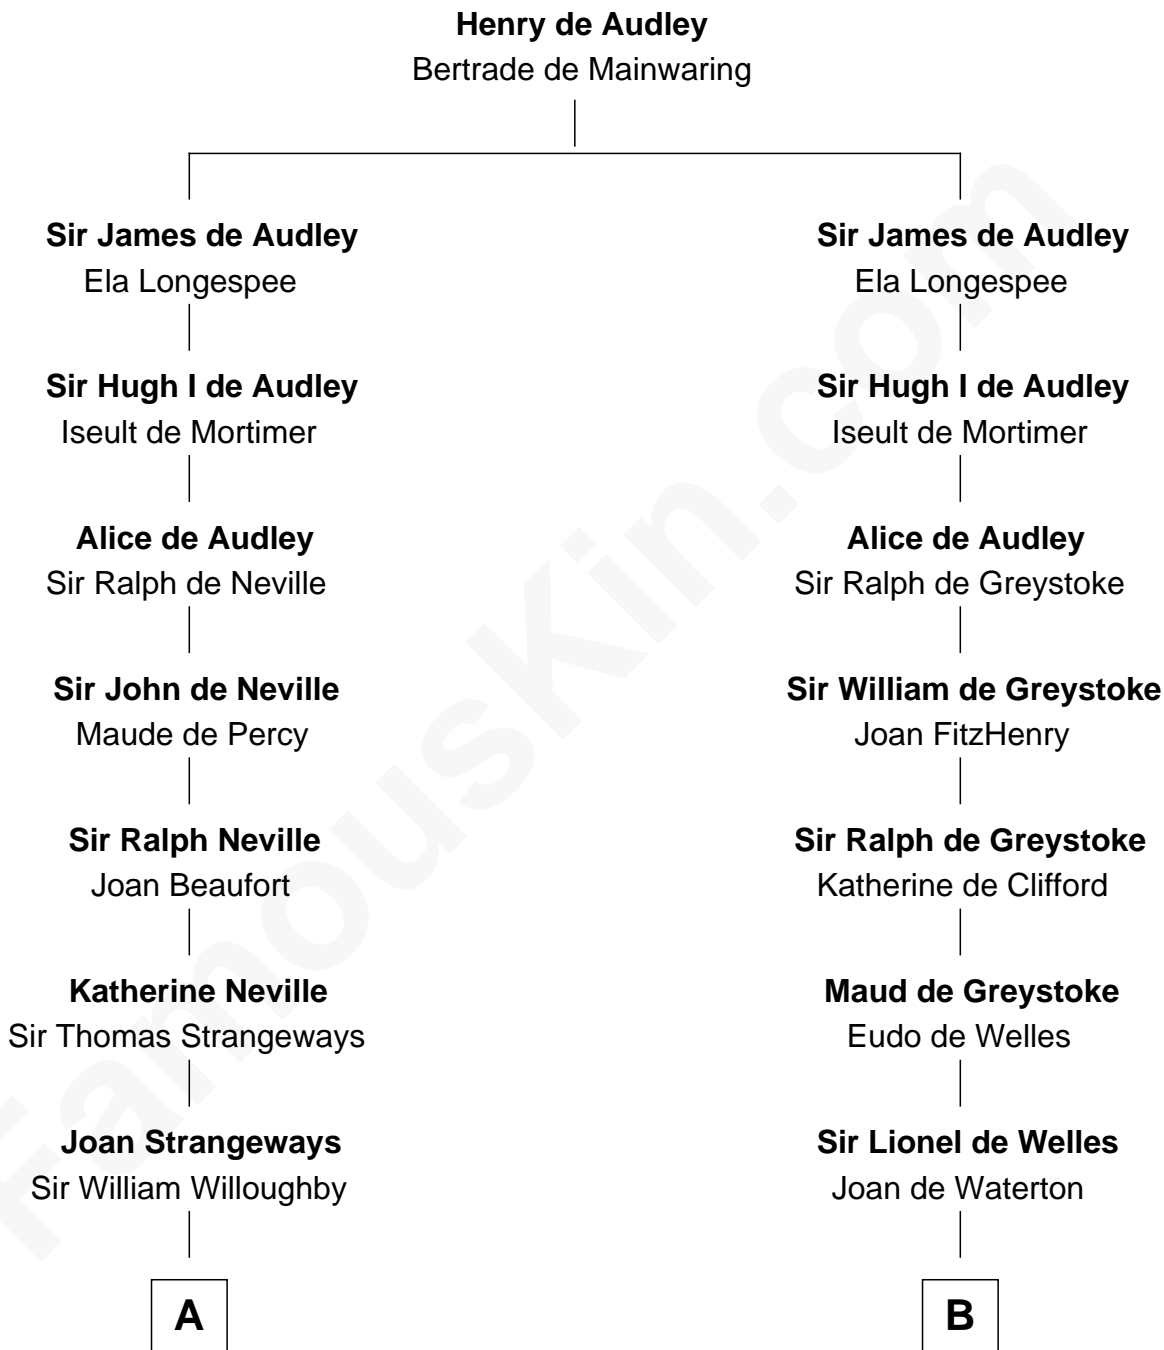 Henry de Audley
Bertrade de Mainwaring
Sir James de Audley
Ela Longespee
Sir James de Audley
Ela Longespee
Sir Hugh I de Audley
Iseult de Mortimer
Sir Hugh I de Audley
Iseult de Mortimer
Alice de Audley
Sir Ralph de Neville
Alice de Audley
Sir Ralph de Greystoke
Sir John de Neville
Maude de Percy
Sir William de Greystoke
Joan FitzHenry
Sir Ralph Neville
Joan Beaufort
Sir Ralph de Greystoke
Katherine de Clifford
Katherine Neville
Sir Thomas Strangeways
Maud de Greystoke
Eudo de Welles
Joan Strangeways
Sir William Willoughby
Sir Lionel de Welles
Joan de Waterton
A
B
FamousKin.com